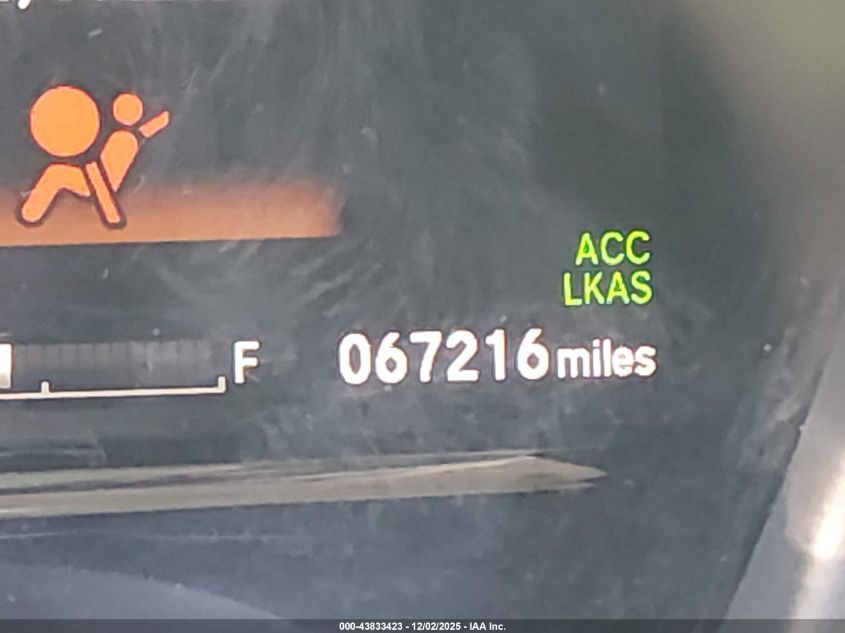 ACC
LKAS
F 067216 miles
000-43833423 - 12/02/2025 - IAA Inc.